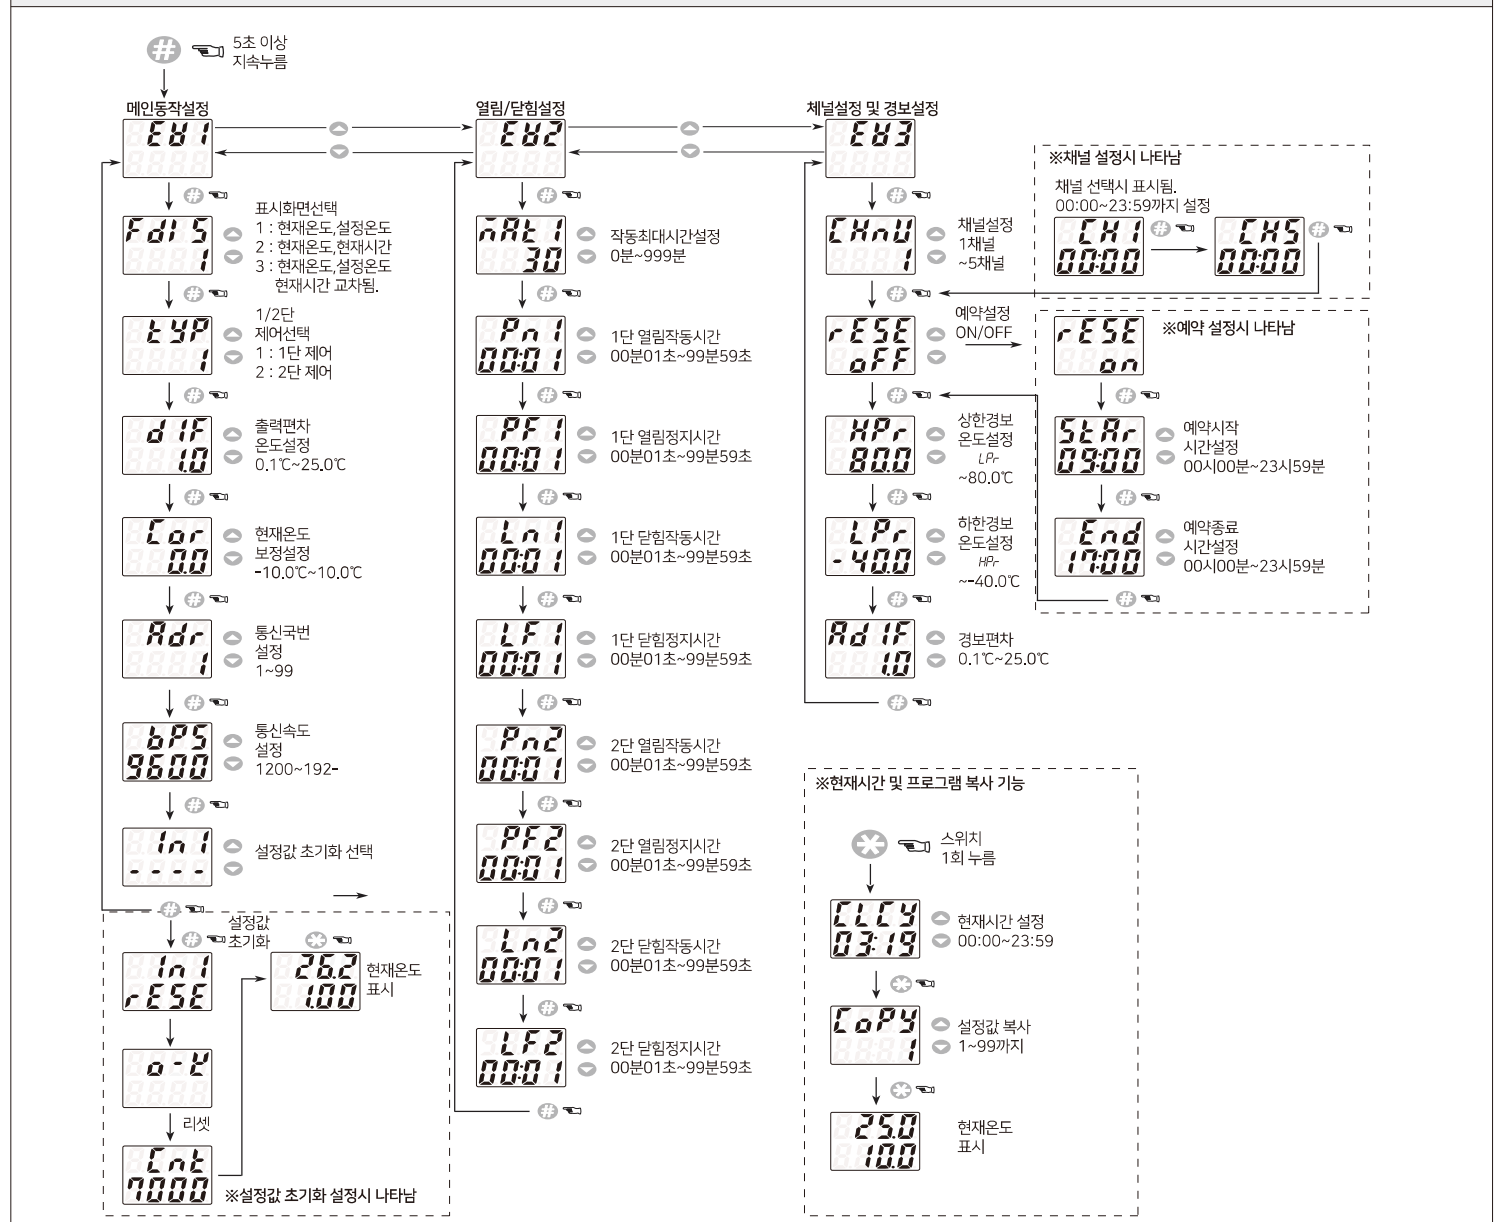 5초 이상
지속누름
메인동작설정
EH1
FdIS
1
표시화면선택
1 : 현재온도,설정온도
2 : 현재온도,현재시간
3 : 현재온도,설정온도
현재시간 교차됨.
tYP
1
1/2단
제어선택
1 : 1단 제어
2 : 2단 제어
dIF
1.0
출력편차
온도설정
0.1℃~25.0℃
Cor
0.0
현재온도
보정설정
-10.0℃~10.0℃
Adr
1
통신국번
설정
1~99
bPS
9600
통신속도
설정
1200~192-
InI
----
설정값 초기화 선택
설정값
초기화
InI
rESE
o-K
리셋
Cnt
7000
26.2
1.00
현재온도
표시
※설정값 초기화 설정시 나타남
열림/닫힘설정
EH2
mAt1
30
작동최대시간설정
0분~999분
Pn1
00:01
1단 열림작동시간
00분01초~99분59초
PF1
00:01
1단 열림정지시간
00분01초~99분59초
Ln1
00:01
1단 닫힘작동시간
00분01초~99분59초
LF1
00:01
1단 닫힘정지시간
00분01초~99분59초
Pn2
00:01
2단 열림작동시간
00분01초~99분59초
PF2
00:01
2단 열림정지시간
00분01초~99분59초
Ln2
00:01
2단 닫힘작동시간
00분01초~99분59초
LF2
00:01
2단 닫힘정지시간
00분01초~99분59초
체널설정 및 경보설정
EH3
CHnU
1
채널설정
1채널
~5채널
rESE
oFF
예약설정
ON/OFF
HPr
80.0
상한경보
온도설정
LPr
~80.0℃
LPr
-40.0
하한경보
온도설정
HPr
~-40.0℃
AdIF
1.0
경보편차
0.1℃~25.0℃
※채널 설정시 나타남
채널 선택시 표시됨.
00:00~23:59까지 설정
CH1
00:00
CH5
00:00
※예약 설정시 나타남
rESE
on
StAr
09:00
예약시작
시간설정
00시00분~23시59분
End
17:00
예약종료
시간설정
00시00분~23시59분
※현재시간 및 프로그램 복사 기능
스위치
1회 누름
CLCY
03:19
현재시간 설정
00:00~23:59
CoPY
1
설정값 복사
1~99까지
25.0
10.0
현재온도
표시